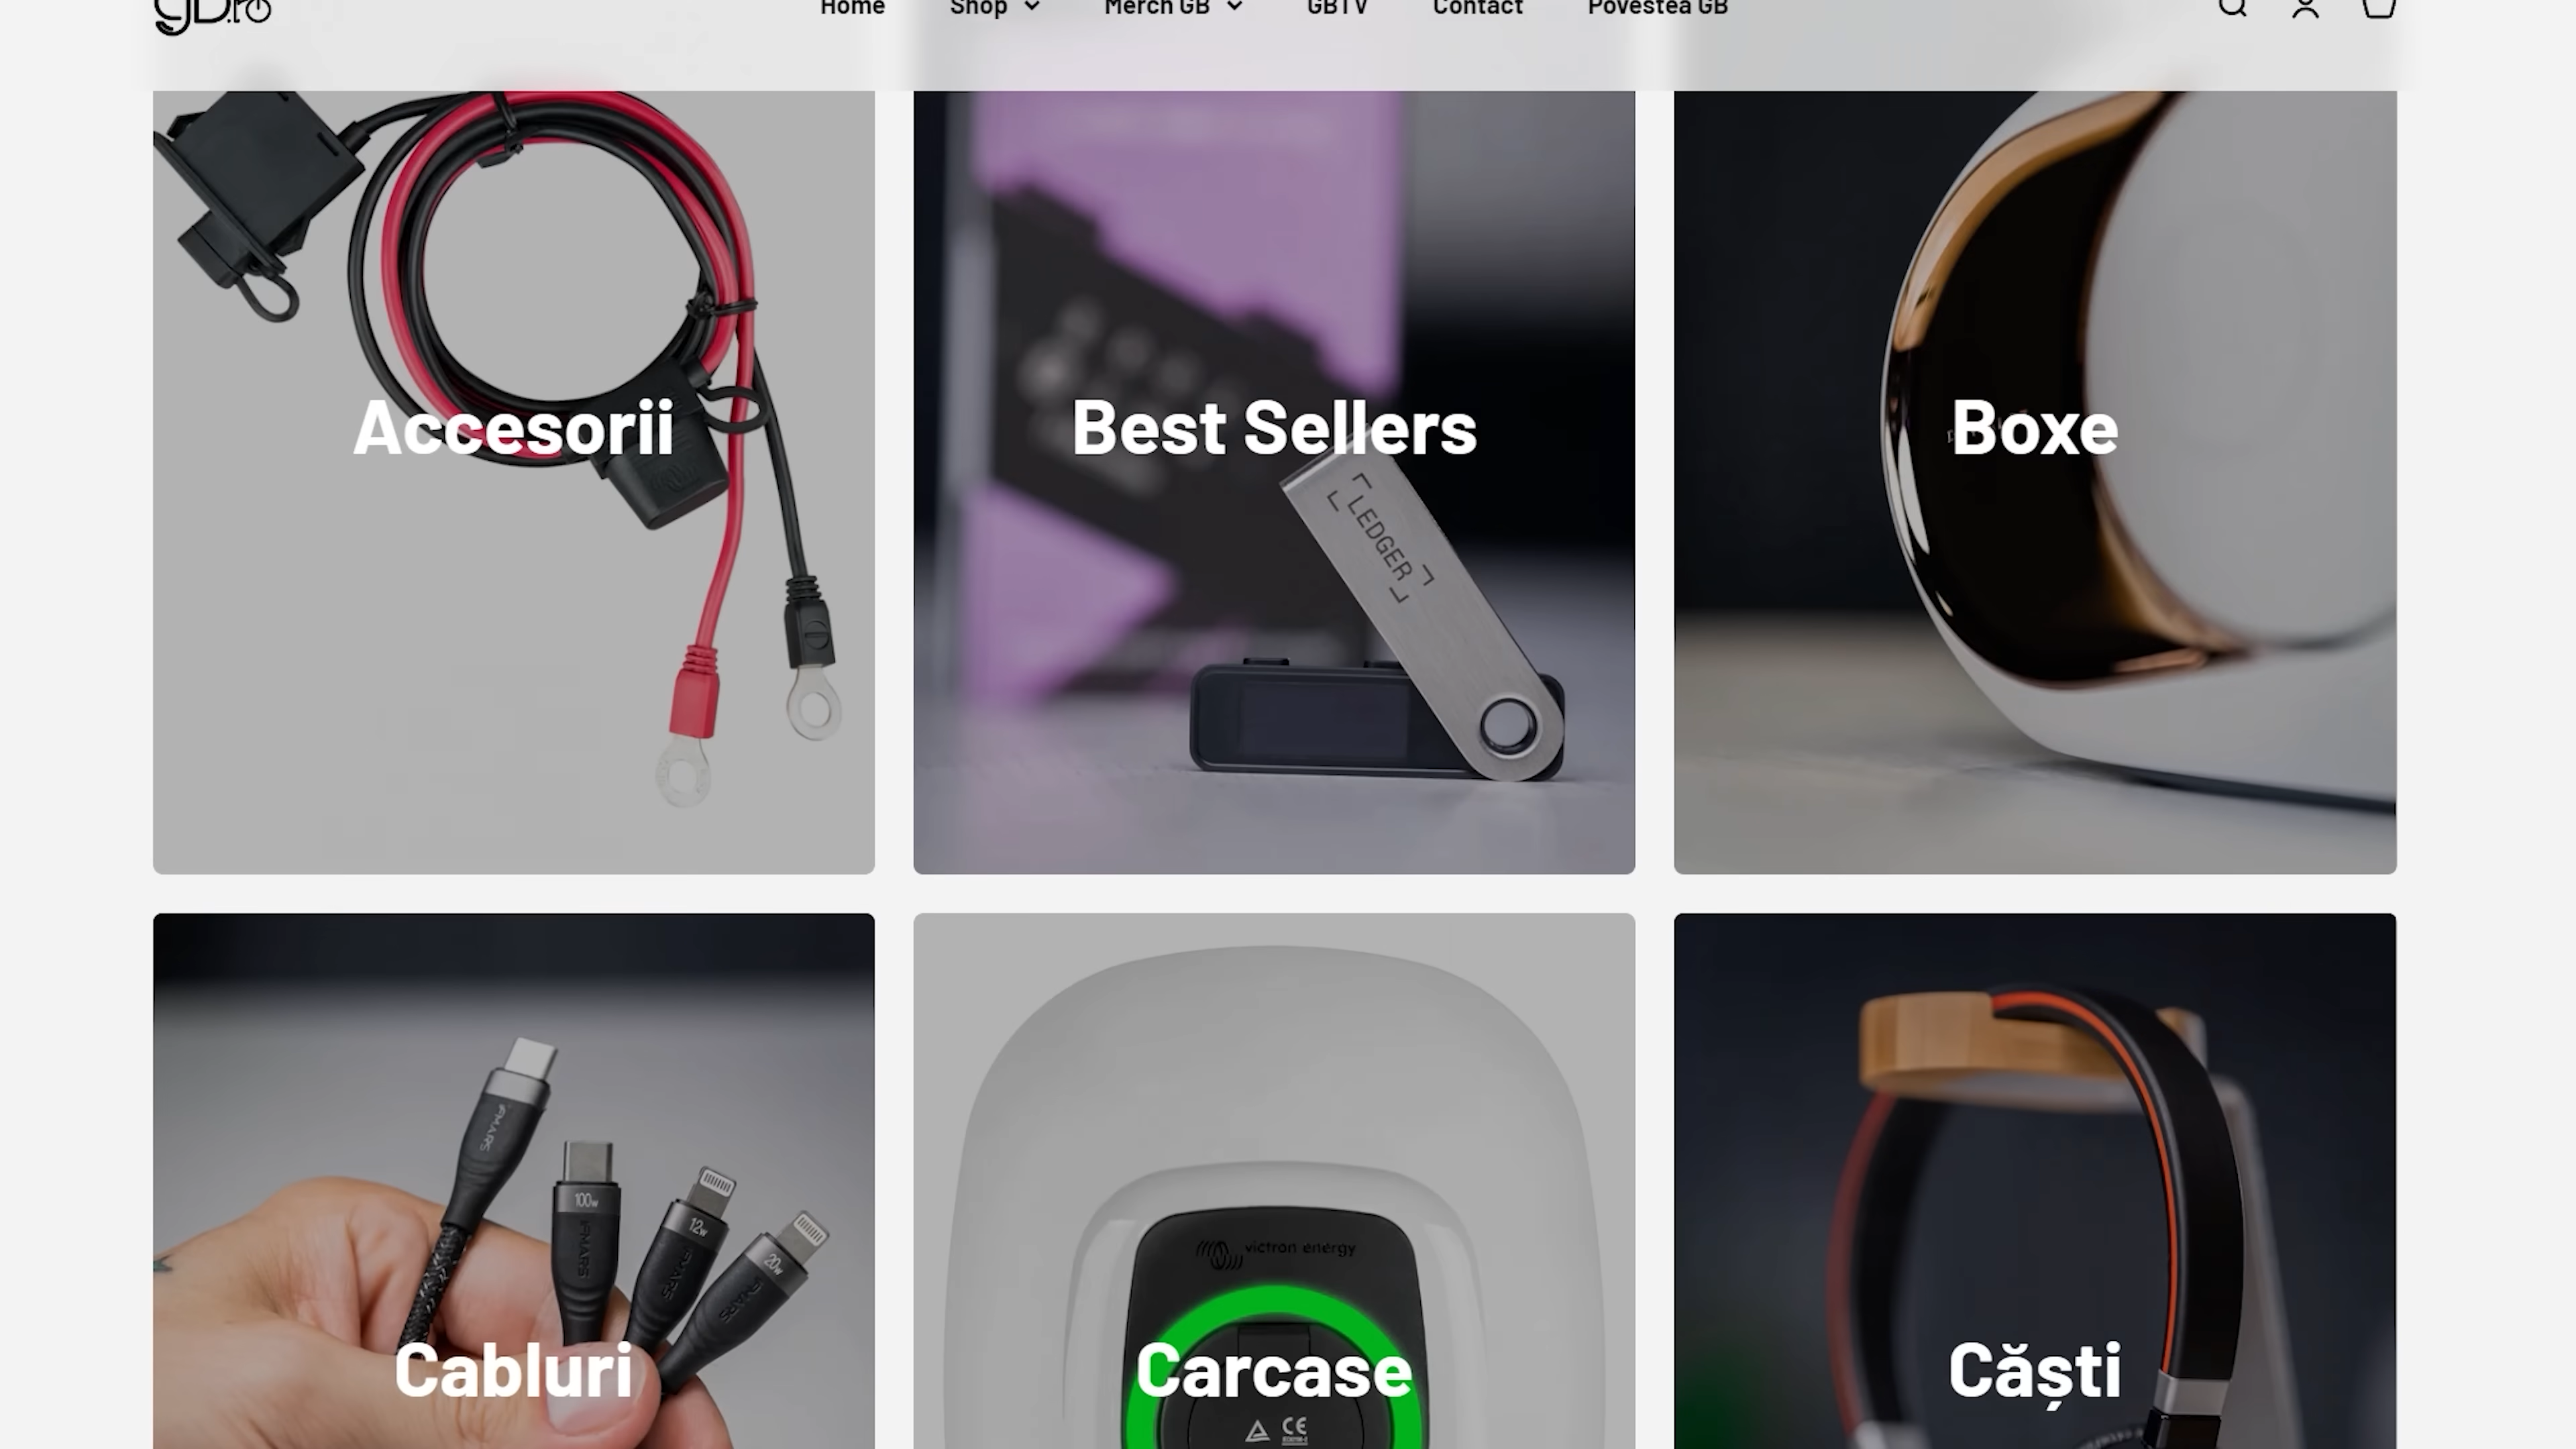 gb.ro
Home Shop Merch GB GBTV Contact Povestea GB
Accesorii
Best Sellers
Boxe
LEDGER
Cabluri
100w
12w
20w
victron energy
Carcase
CE
Căști